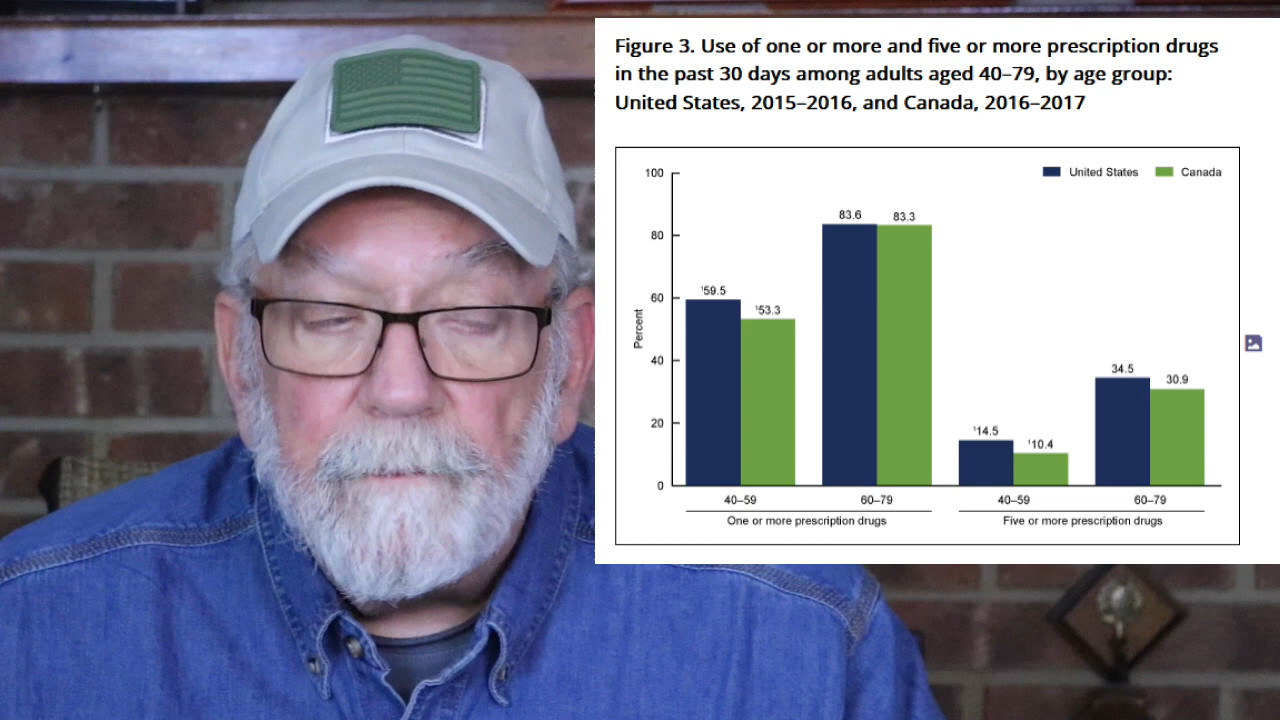 Figure 3. Use of one or more and five or more prescription drugs
in the past 30 days among adults aged 40–79, by age group:
United States, 2015–2016, and Canada, 2016–2017
United States Canada
Percent
100
80
60
40
20
0
¹59.5 ¹53.3 83.6 83.3 ¹14.5 ¹10.4 34.5 30.9
40–59 60–79 40–59 60–79
One or more prescription drugs Five or more prescription drugs